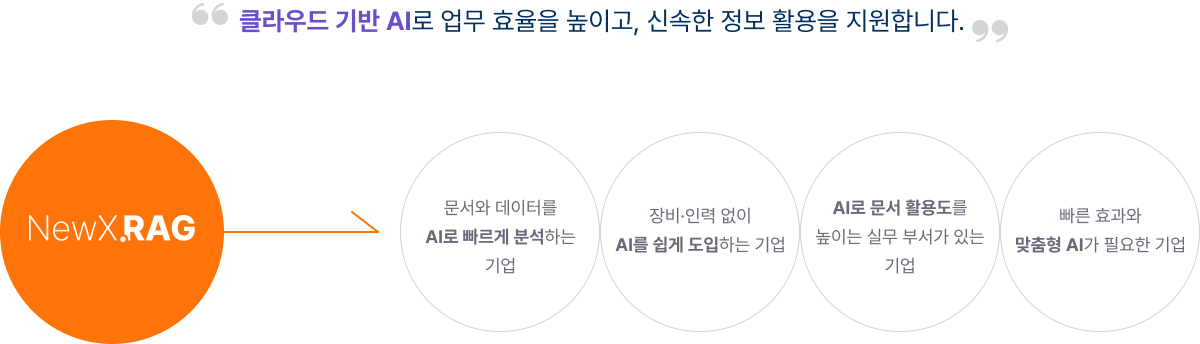 “ 클라우드 기반 AI로 업무 효율을 높이고, 신속한 정보 활용을 지원합니다. ”
NewX.RAG
문서와 데이터를
AI로 빠르게 분석하는
기업
장비·인력 없이
AI를 쉽게 도입하는 기업
AI로 문서 활용도를
높이는 실무 부서가 있는
기업
빠른 효과와
맞춤형 AI가 필요한 기업